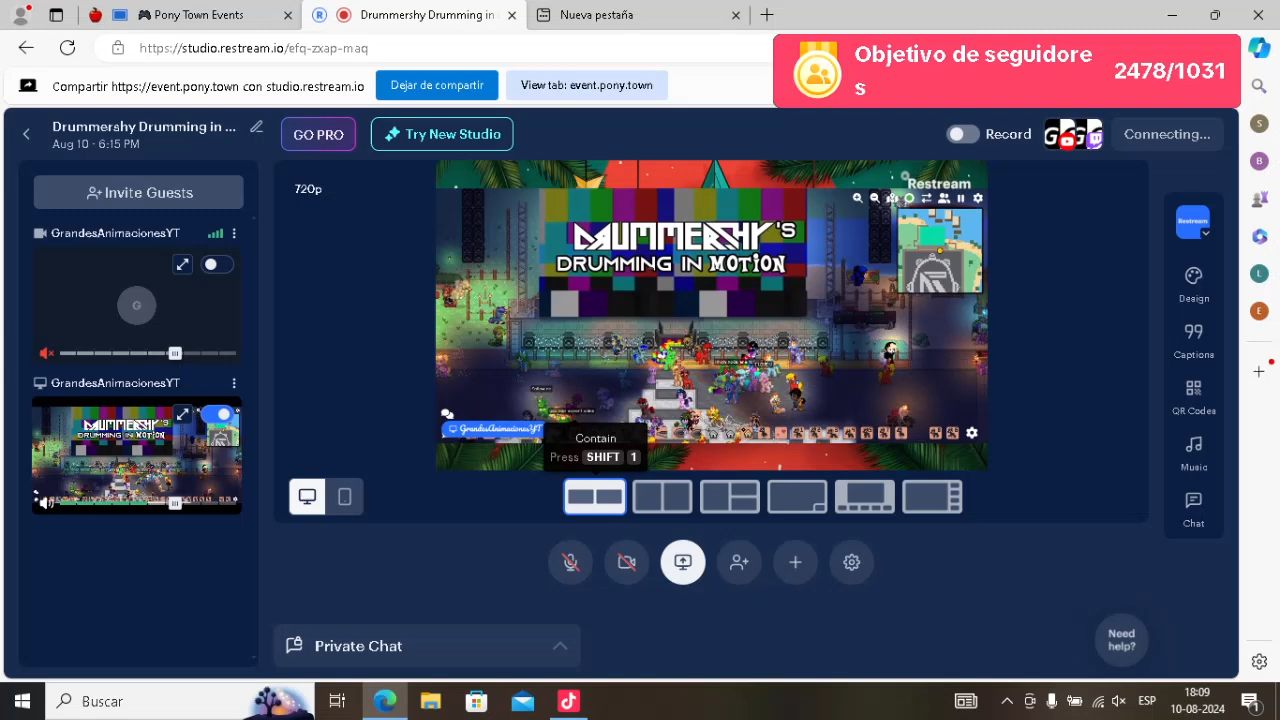 Pony Town Events
Drummershy Drumming in
Nueva pestaña
https://studio.restream.io/efq-zxap-maq
Objetivo de seguidore
s
2478/1031
Compartir https://event.pony.town con studio.restream.io
Dejar de compartir
View tab: event.pony.town
Drummershy Drumming in ...
Aug 10 - 6:15 PM
GO PRO
Try New Studio
Record
Connecting...
Invite Guests
720p
Restream
GrandesAnimacionesYT
G
DRUMMERSHY'S
DRUMMING IN MOTION
GrandesAnimacionesYT
GrandesAnimacionesYT
Contain
Press SHIFT 1
Restream
Design
Captions
QR Codes
Music
Chat
Private Chat
Need
help?
Buscar
ESP
18:09
10-08-2024
1